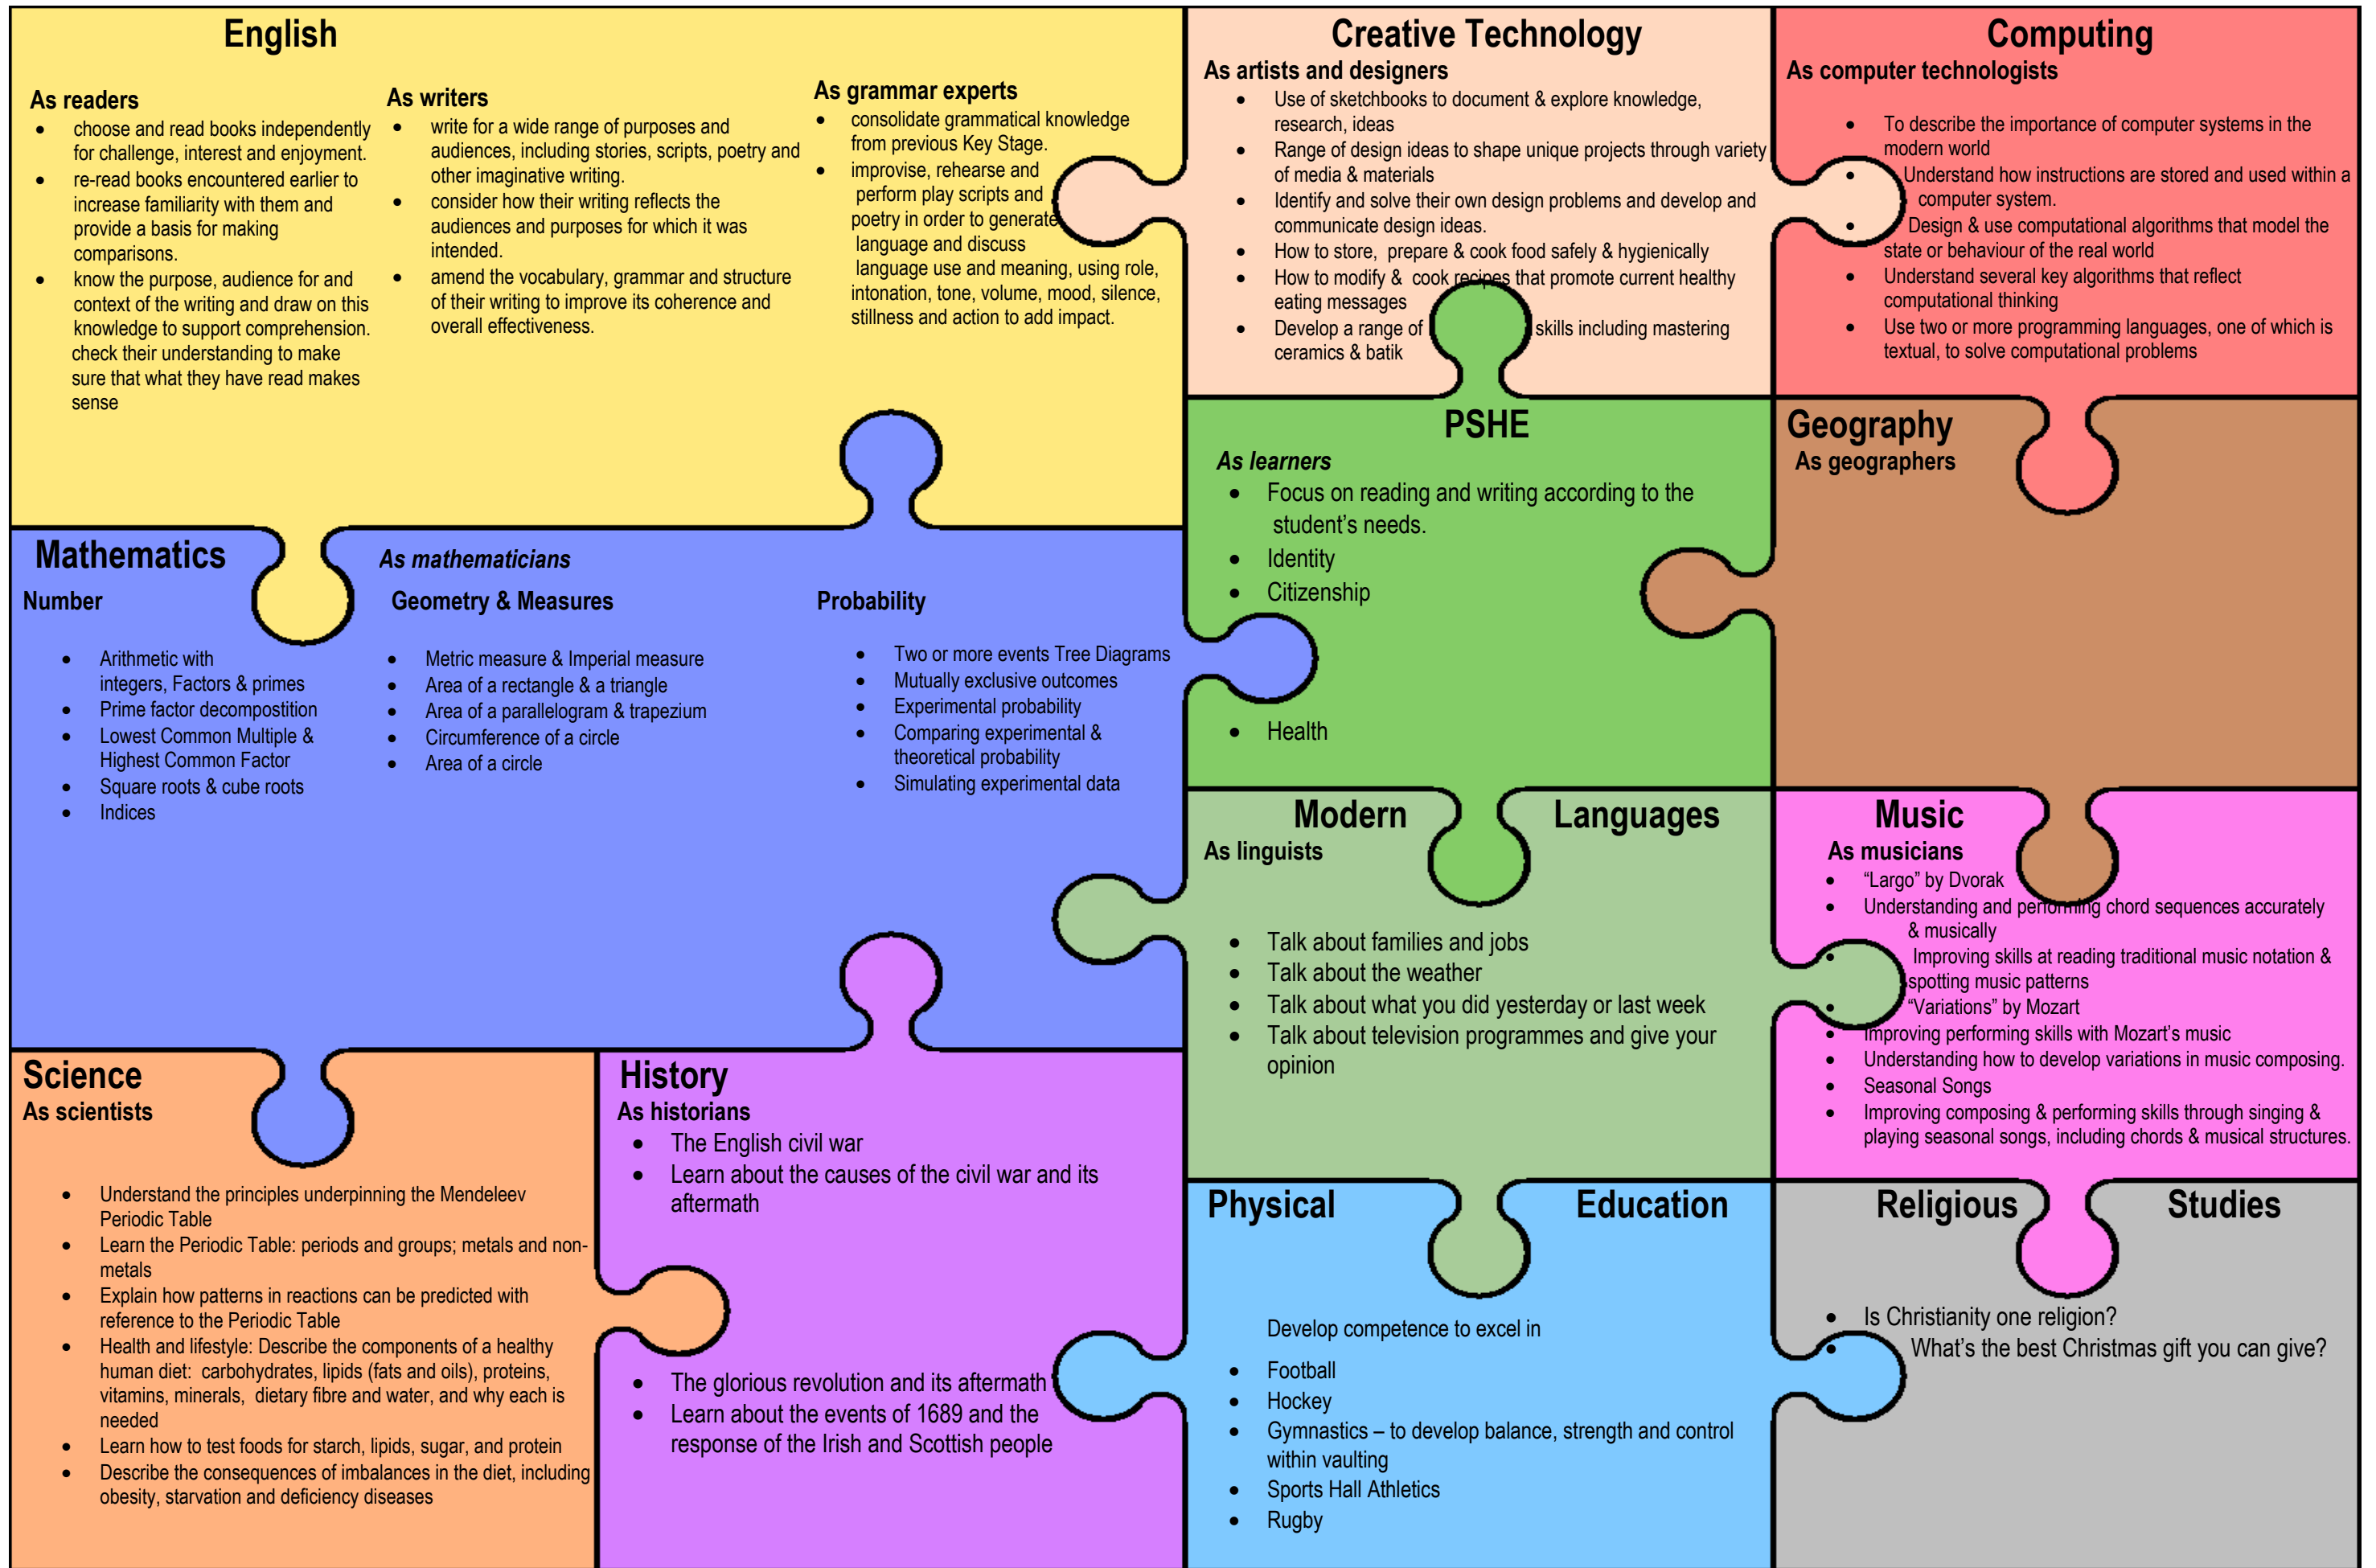 English
As readers
• choose and read books independently
for challenge, interest and enjoyment.
• re-read books encountered earlier to
increase familiarity with them and
provide a basis for making
comparisons.
• know the purpose, audience for and
context of the writing and draw on this
knowledge to support comprehension.
check their understanding to make
sure that what they have read makes
sense
As writers
• write for a wide range of purposes and
audiences, including stories, scripts, poetry and
other imaginative writing.
• consider how their writing reflects the
audiences and purposes for which it was
intended.
• amend the vocabulary, grammar and structure
of their writing to improve its coherence and
overall effectiveness.
As grammar experts
• consolidate grammatical knowledge
from previous Key Stage.
• improvise, rehearse and
perform play scripts and
poetry in order to generate
language and discuss
language use and meaning, using role,
intonation, tone, volume, mood, silence,
stillness and action to add impact.
Creative Technology
As artists and designers
• Use of sketchbooks to document & explore knowledge,
research, ideas
• Range of design ideas to shape unique projects through variety
of media & materials
• Identify and solve their own design problems and develop and
communicate design ideas.
• How to store, prepare & cook food safely & hygienically
• How to modify & cook recipes that promote current healthy
eating messages
• Develop a range of skills including mastering
ceramics & batik
Computing
As computer technologists
• To describe the importance of computer systems in the
modern world
• Understand how instructions are stored and used within a
computer system.
• Design & use computational algorithms that model the
state or behaviour of the real world
• Understand several key algorithms that reflect
computational thinking
• Use two or more programming languages, one of which is
textual, to solve computational problems
PSHE
As learners
• Focus on reading and writing according to the
student’s needs.
• Identity
• Citizenship
• Health
Geography
As geographers
Mathematics
As mathematicians
Number
• Arithmetic with
integers, Factors & primes
• Prime factor decompostition
• Lowest Common Multiple &
Highest Common Factor
• Square roots & cube roots
• Indices
Geometry & Measures
• Metric measure & Imperial measure
• Area of a rectangle & a triangle
• Area of a parallelogram & trapezium
• Circumference of a circle
• Area of a circle
Probability
• Two or more events Tree Diagrams
• Mutually exclusive outcomes
• Experimental probability
• Comparing experimental &
theoretical probability
• Simulating experimental data
Modern Languages
As linguists
• Talk about families and jobs
• Talk about the weather
• Talk about what you did yesterday or last week
• Talk about television programmes and give your
opinion
Music
As musicians
• “Largo” by Dvorak
• Understanding and performing chord sequences accurately
& musically
• Improving skills at reading traditional music notation &
spotting music patterns
• “Variations” by Mozart
• Improving performing skills with Mozart’s music
• Understanding how to develop variations in music composing.
• Seasonal Songs
• Improving composing & performing skills through singing &
playing seasonal songs, including chords & musical structures.
Science
As scientists
• Understand the principles underpinning the Mendeleev
Periodic Table
• Learn the Periodic Table: periods and groups; metals and non-
metals
• Explain how patterns in reactions can be predicted with
reference to the Periodic Table
• Health and lifestyle: Describe the components of a healthy
human diet: carbohydrates, lipids (fats and oils), proteins,
vitamins, minerals, dietary fibre and water, and why each is
needed
• Learn how to test foods for starch, lipids, sugar, and protein
• Describe the consequences of imbalances in the diet, including
obesity, starvation and deficiency diseases
History
As historians
• The English civil war
• Learn about the causes of the civil war and its
aftermath
• The glorious revolution and its aftermath
• Learn about the events of 1689 and the
response of the Irish and Scottish people
Physical Education
Develop competence to excel in
• Football
• Hockey
• Gymnastics – to develop balance, strength and control
within vaulting
• Sports Hall Athletics
• Rugby
Religious Studies
• Is Christianity one religion?
• What’s the best Christmas gift you can give?